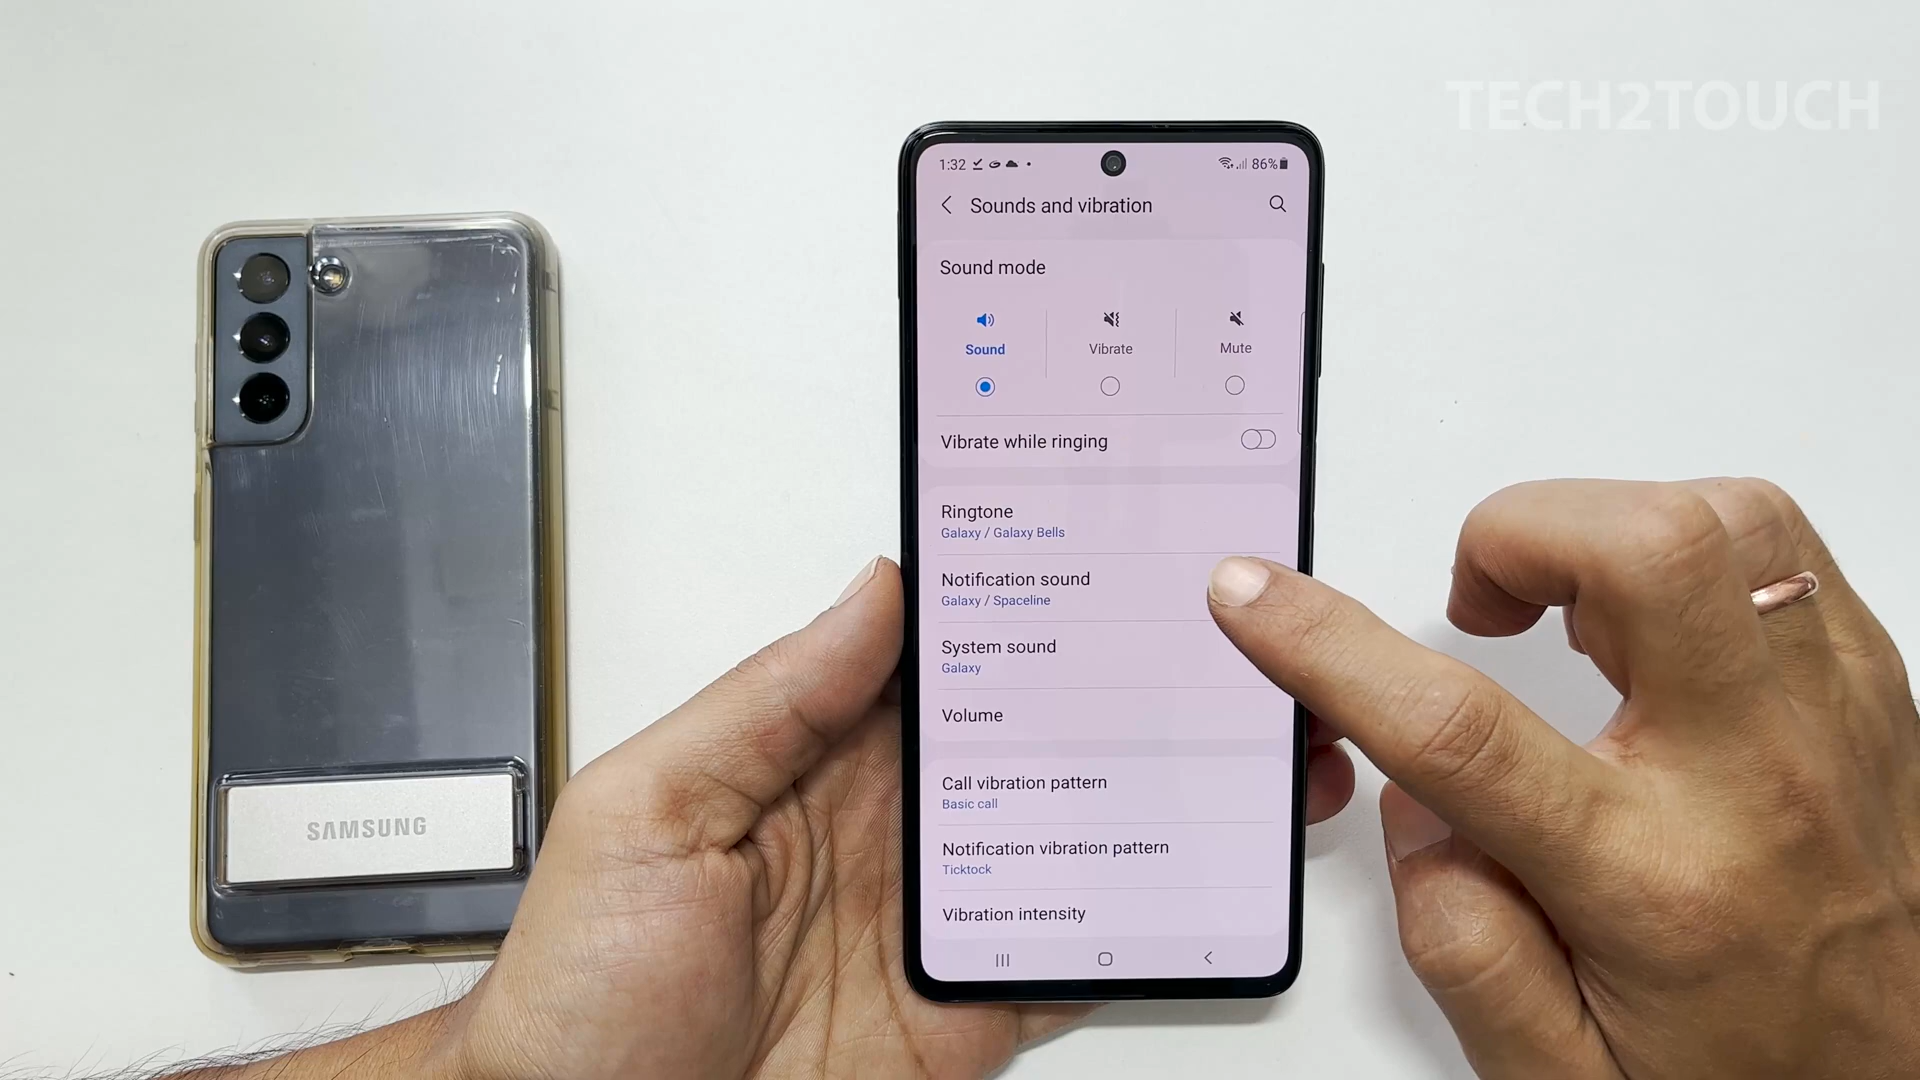 TECH2TOUCH
1:32 86%
Sounds and vibration
Sound mode
Sound Vibrate Mute
Vibrate while ringing
Ringtone
Galaxy / Galaxy Bells
Notification sound
Galaxy / Spaceline
System sound
Galaxy
Volume
Call vibration pattern
Basic call
Notification vibration pattern
Ticktock
Vibration intensity
SAMSUNG